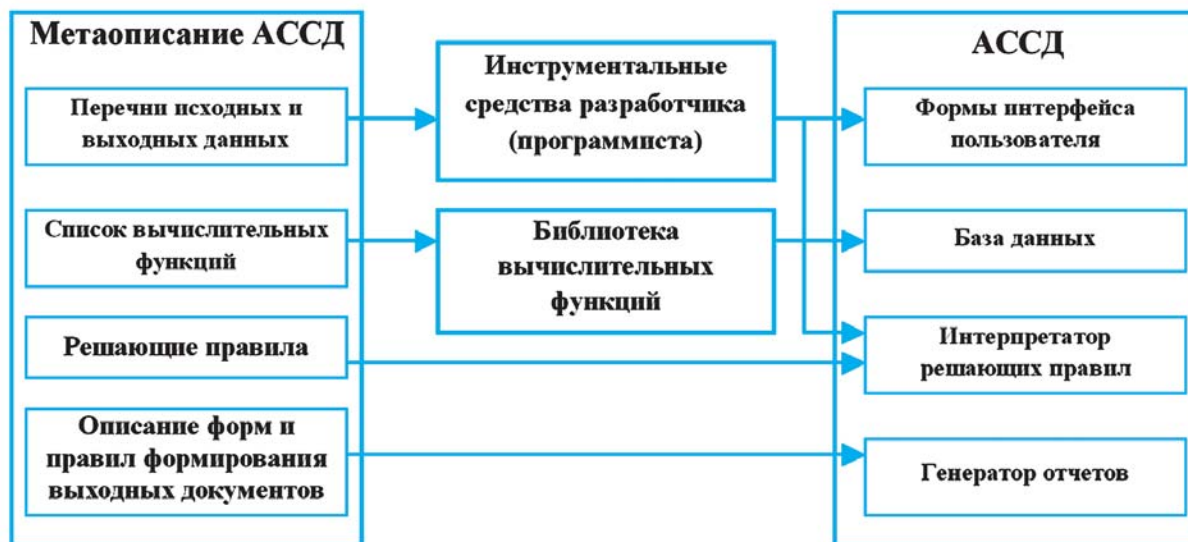 Метаописание АССД
Перечни исходных и
выходных данных
Список вычислительных
функций
Решающие правила
Описание форм и
правил формирования
выходных документов
Инструментальные
средства разработчика
(программиста)
Библиотека
вычислительных
функций
АССД
Формы интерфейса
пользователя
База данных
Интерпретатор
решающих правил
Генератор отчетов